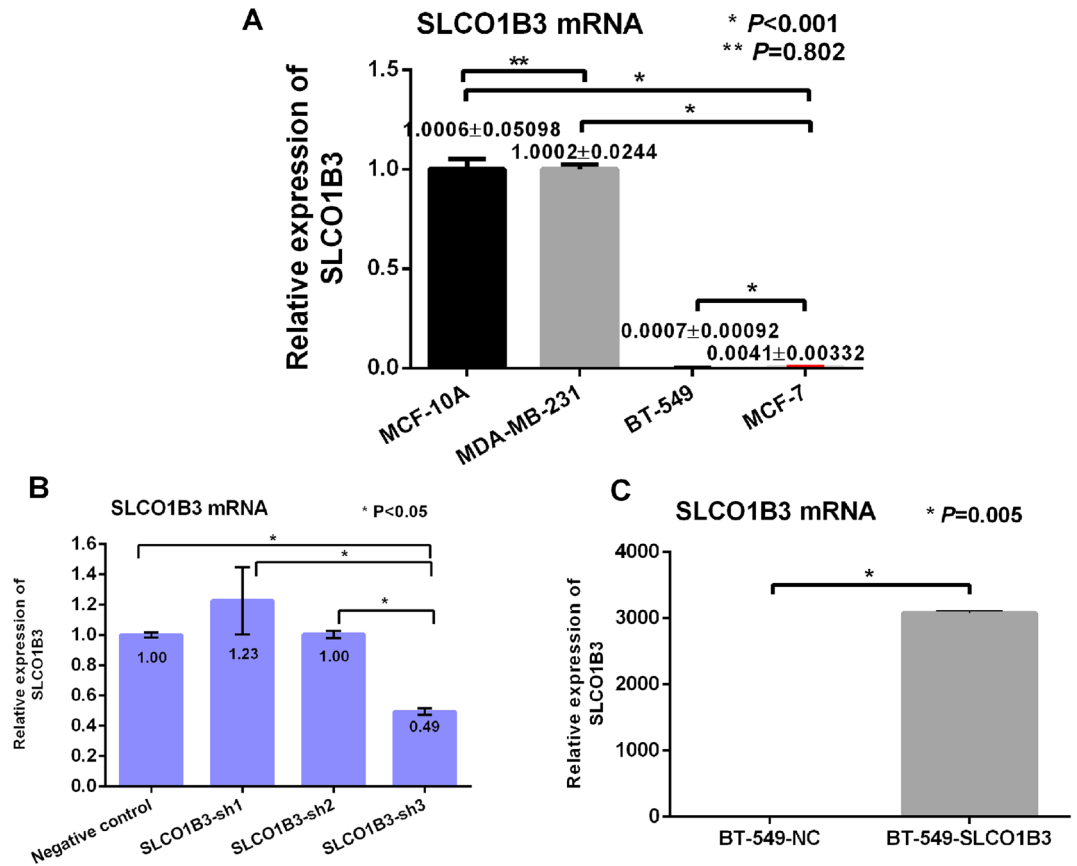 A
SLCO1B3 mRNA
* P<0.001
** P=0.802
Relative expression of
SLCO1B3
1.5
1.0
0.5
0.0
**
*
*
*
1.0006±0.05098
1.0002±0.0244
0.0007±0.00092
0.0041±0.00332
MCF-10A
MDA-MB-231
BT-549
MCF-7
B
SLCO1B3 mRNA
* P<0.05
Relative expression of
SLCO1B3
1.6
1.4
1.2
1.0
0.8
0.6
0.4
0.2
0.0
*
*
*
1.00
1.23
1.00
0.49
Negative control
SLCO1B3-sh1
SLCO1B3-sh2
SLCO1B3-sh3
C
SLCO1B3 mRNA
* P=0.005
Relative expression of
SLCO1B3
4000
3000
2000
1000
0
*
BT-549-NC
BT-549-SLCO1B3